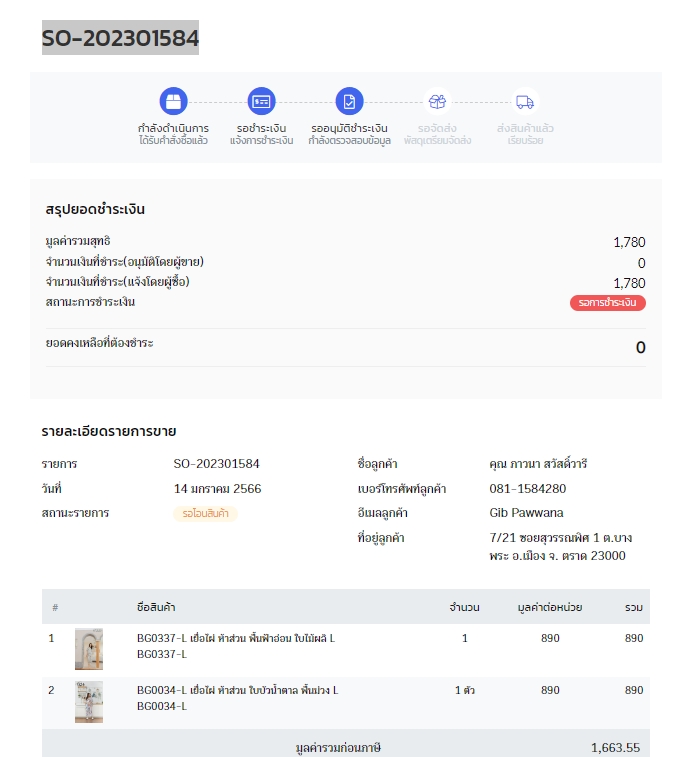 SO-202301584
กำลังดำเนินการ รอชำระเงิน รออนุมัติชำระเงิน รอจัดส่ง ส่งสินค้าแล้ว
ได้รับคำสั่งซื้อแล้ว แจ้งการชำระเงิน กำลังตรวจสอบข้อมูล พัสดุเตรียมจัดส่ง เรียบร้อย
สรุปยอดชำระเงิน
มูลค่ารวมสุทธิ 1,780
จำนวนเงินที่ชำระ(อนุมัติโดยผู้ขาย) 0
จำนวนเงินที่ชำระ(แจ้งโดยผู้ซื้อ) 1,780
สถานะการชำระเงิน รอการชำระเงิน
ยอดคงเหลือที่ต้องชำระ 0
รายละเอียดรายการขาย
รายการ SO-202301584 ชื่อลูกค้า คุณ ภาวนา สวัสดิ์วารี
วันที่ 14 มกราคม 2566 เบอร์โทรศัพท์ลูกค้า 081-1584280
สถานะรายการ รอโอนสินค้า อีเมลลูกค้า Gib Pawwana
ที่อยู่ลูกค้า 7/21 ซอยสุวรรณพิศ 1 ต.บาง
พระ อ.เมือง จ. ตราด 23000
# ชื่อสินค้า จำนวน มูลค่าต่อหน่วย รวม
1 BG0337-L เยื่อไผ่ ห้าส่วน พื้นฟ้าอ่อน ใบไม้ผลิ L 1 890 890
BG0337-L
2 BG0034-L เยื่อไผ่ ห้าส่วน ใบบัวน้ำตาล พื้นม่วง L 1 ตัว 890 890
BG0034-L
มูลค่ารวมก่อนภาษี 1,663.55